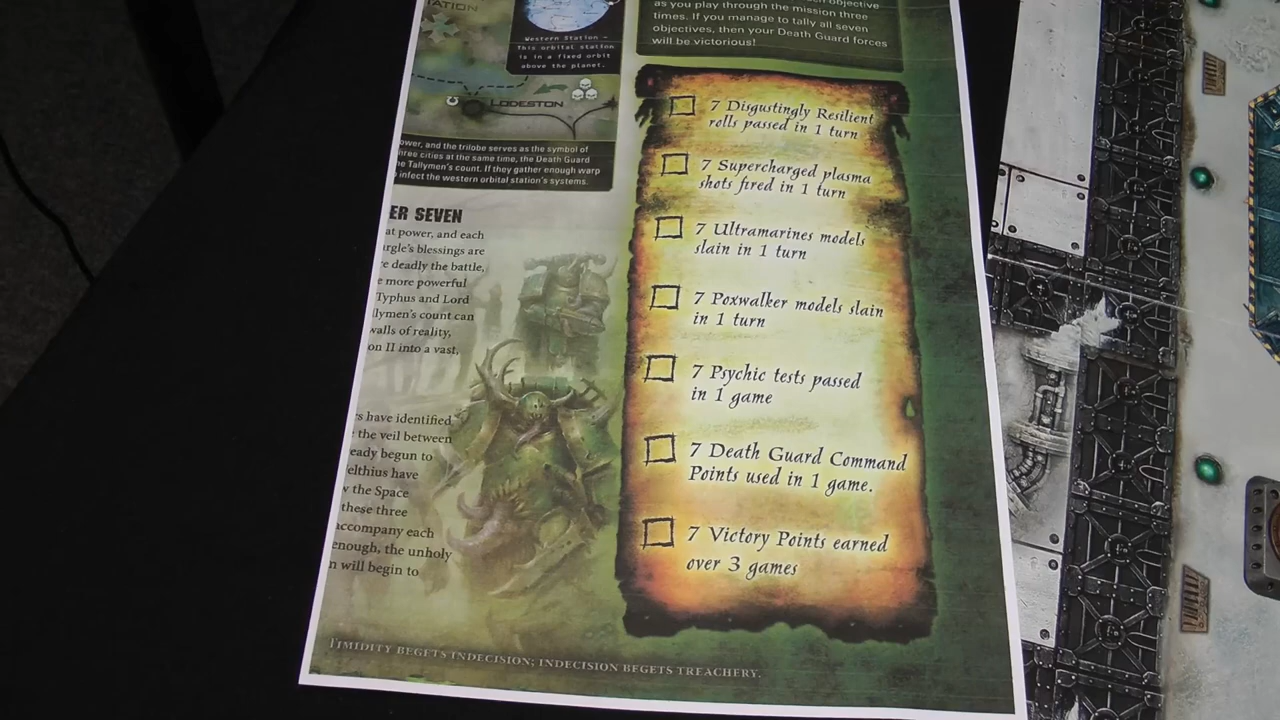 Western Station –
This orbital station
is in a fixed orbit
above the planet.
LODESTON
ower, and the trilobe serves as the symbol of
cities at the same time, the Death Guard
Tallymen's count. If they gather enough warp
infect the western orbital station's systems.
ER SEVEN
at power, and each
urgle's blessings are
e deadly the battle,
more powerful
Typhus and Lord
llymen's count can
walls of reality,
on II into a vast,
s have identified
the veil between
eady begun to
elthius have
w the Space
these three
accompany each
enough, the unholy
n will begin to
objective
as you play through the mission three
times. If you manage to tally all seven
objectives, then your Death Guard forces
will be victorious!
7 Disgustingly Resilient
rolls passed in 1 turn
7 Supercharged plasma
shots fired in 1 turn
7 Ultramarines models
slain in 1 turn
7 Poxwalker models slain
in 1 turn
7 Psychic tests passed
in 1 game
7 Death Guard Command
Points used in 1 game.
7 Victory Points earned
over 3 games
TIMIDITY BEGETS INDECISION; INDECISION BEGETS TREACHERY.